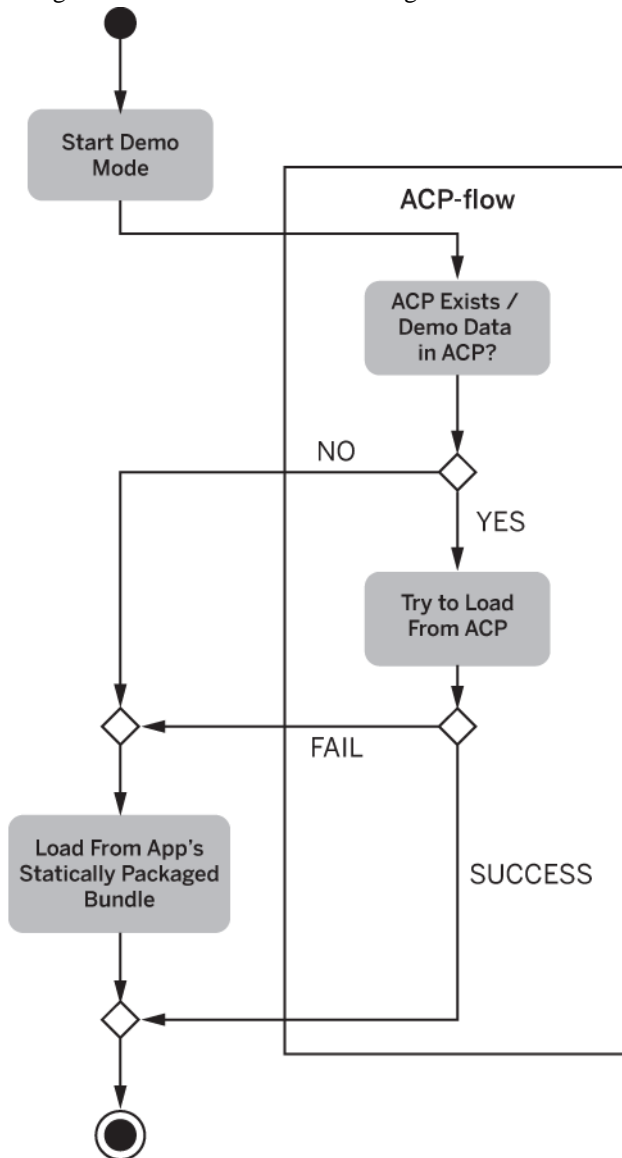 Start Demo
Mode
ACP-flow
ACP Exists /
Demo Data
in ACP?
NO
YES
Try to Load
From ACP
FAIL
Load From App's
Statically Packaged
Bundle
SUCCESS